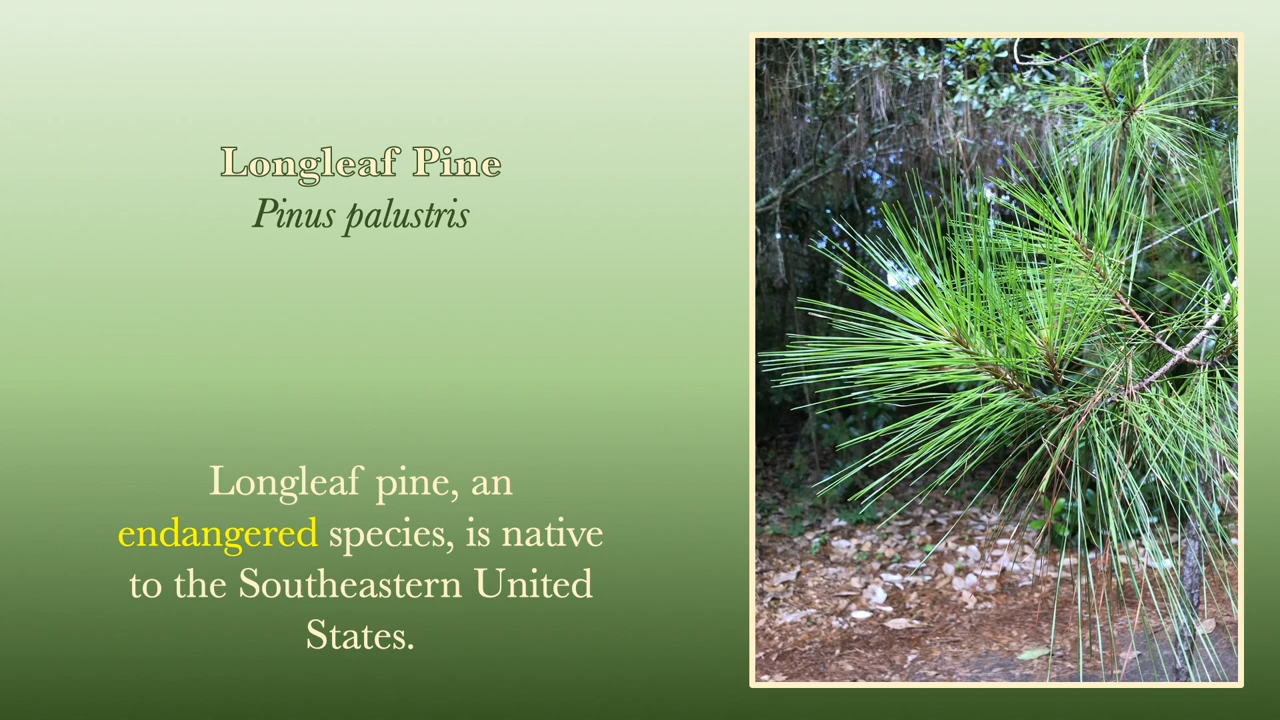 Longleaf Pine
Pinus palustris
Longleaf pine, an
endangered species, is native
to the Southeastern United
States.